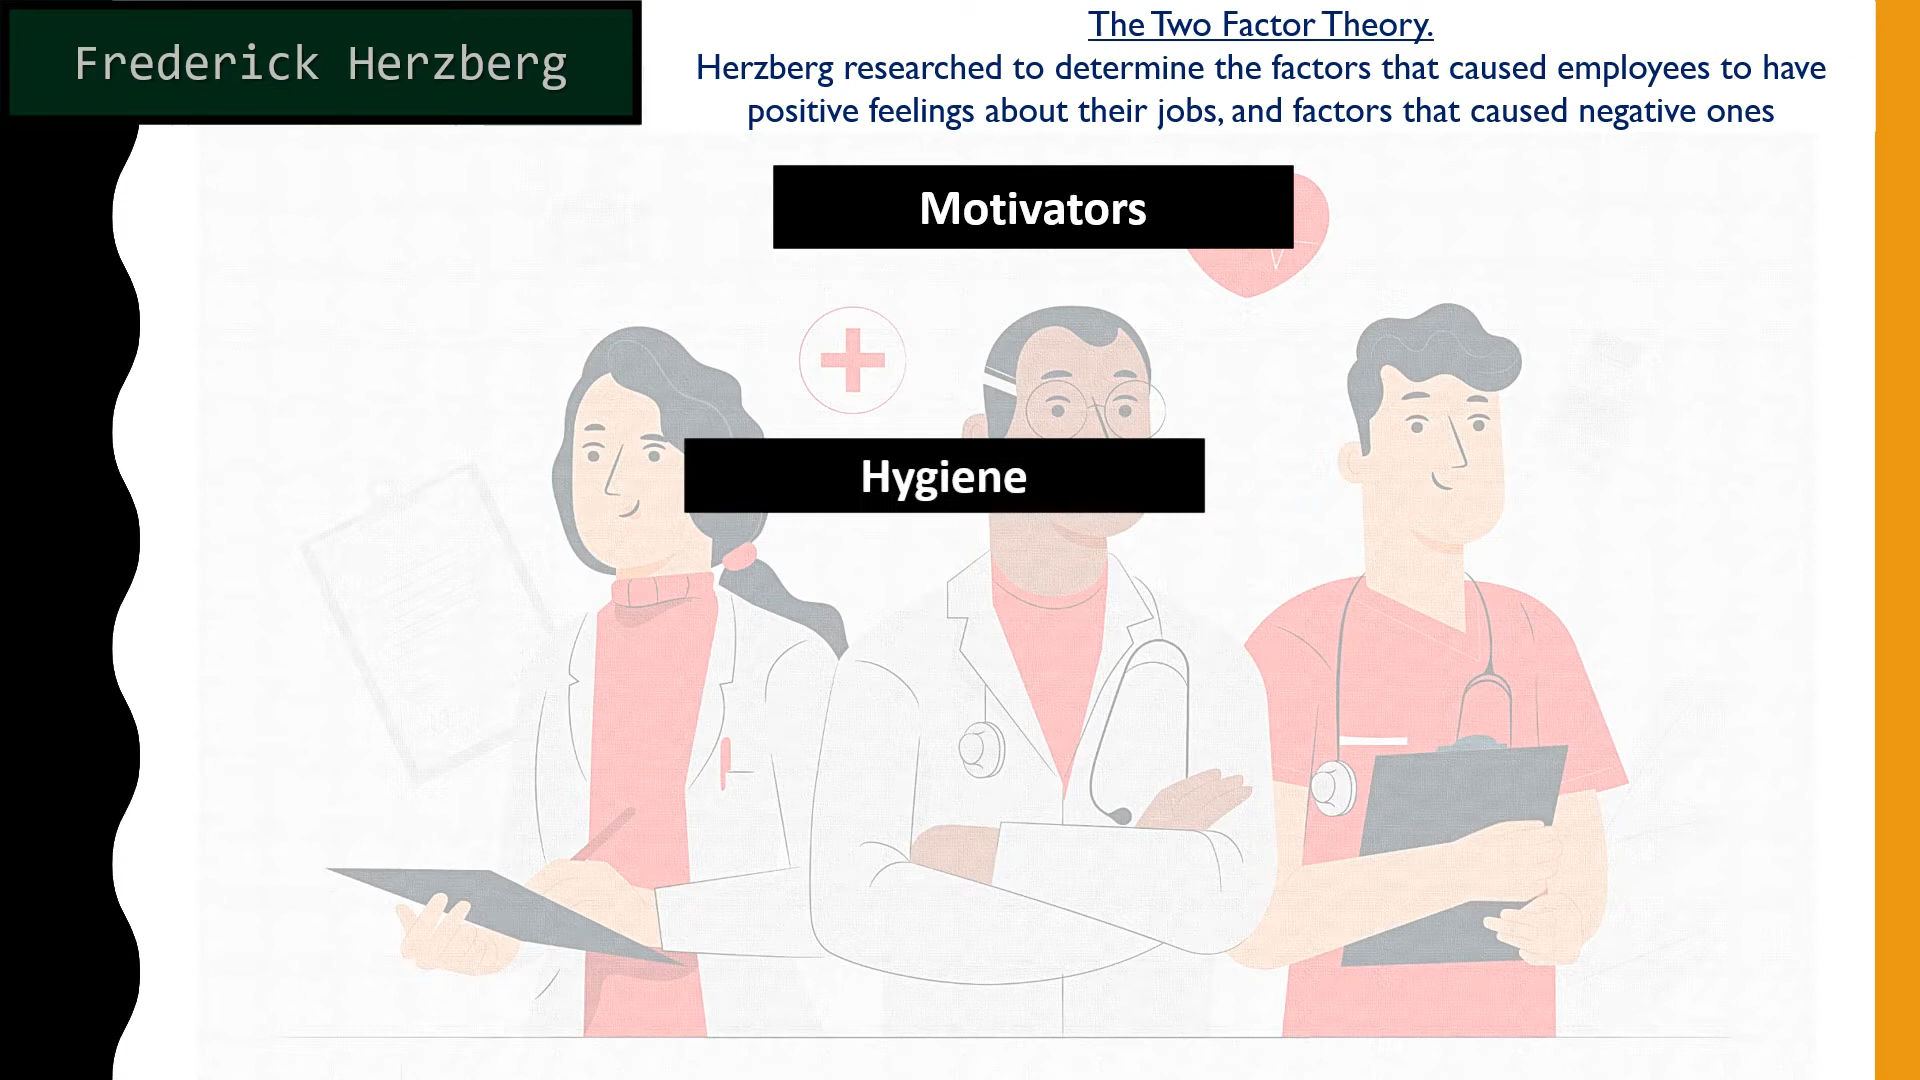 Frederick Herzberg
The Two Factor Theory.
Herzberg researched to determine the factors that caused employees to have
positive feelings about their jobs, and factors that caused negative ones
Motivators
Hygiene